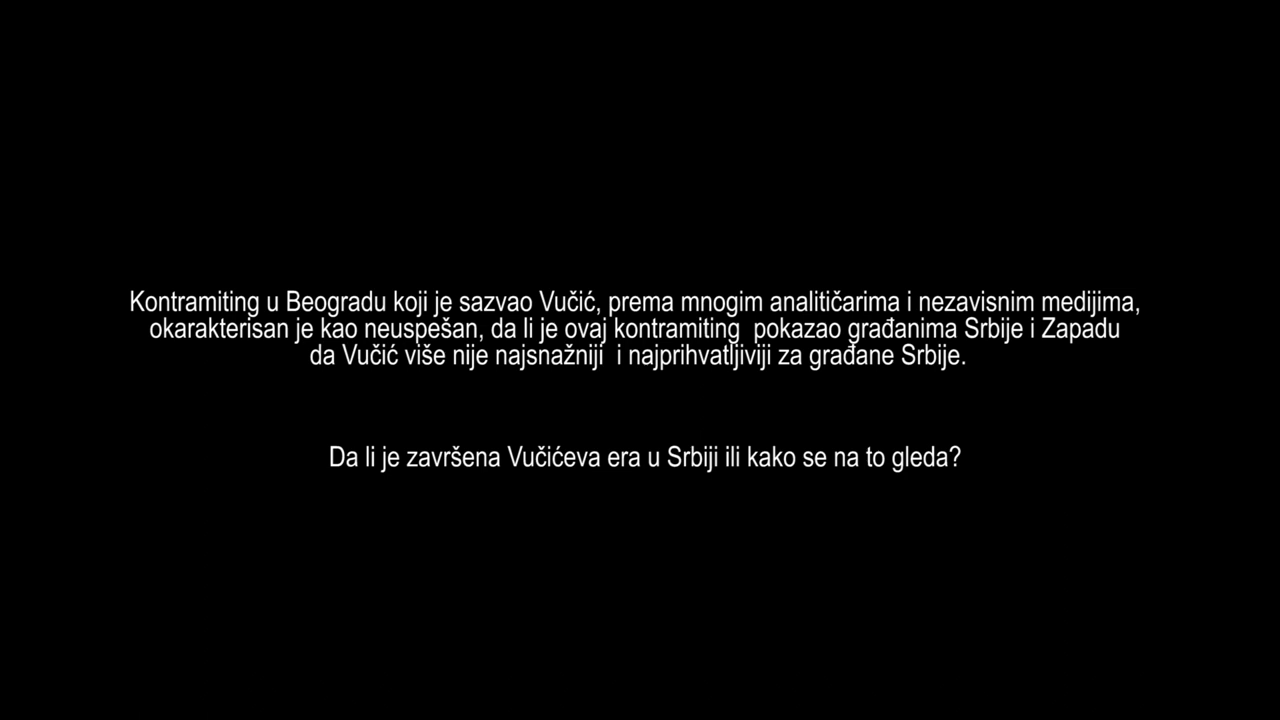 Kontramiting u Beogradu koji je sazvao Vučić, prema mnogim analitičarima i nezavisnim medijima,
okarakterisan je kao neuspešan, da li je ovaj kontramiting  pokazao građanima Srbije i Zapadu
da Vučić više nije najsnažniji  i najprihvatljiviji za građane Srbije.
Da li je završena Vučićeva era u Srbiji ili kako se na to gleda?